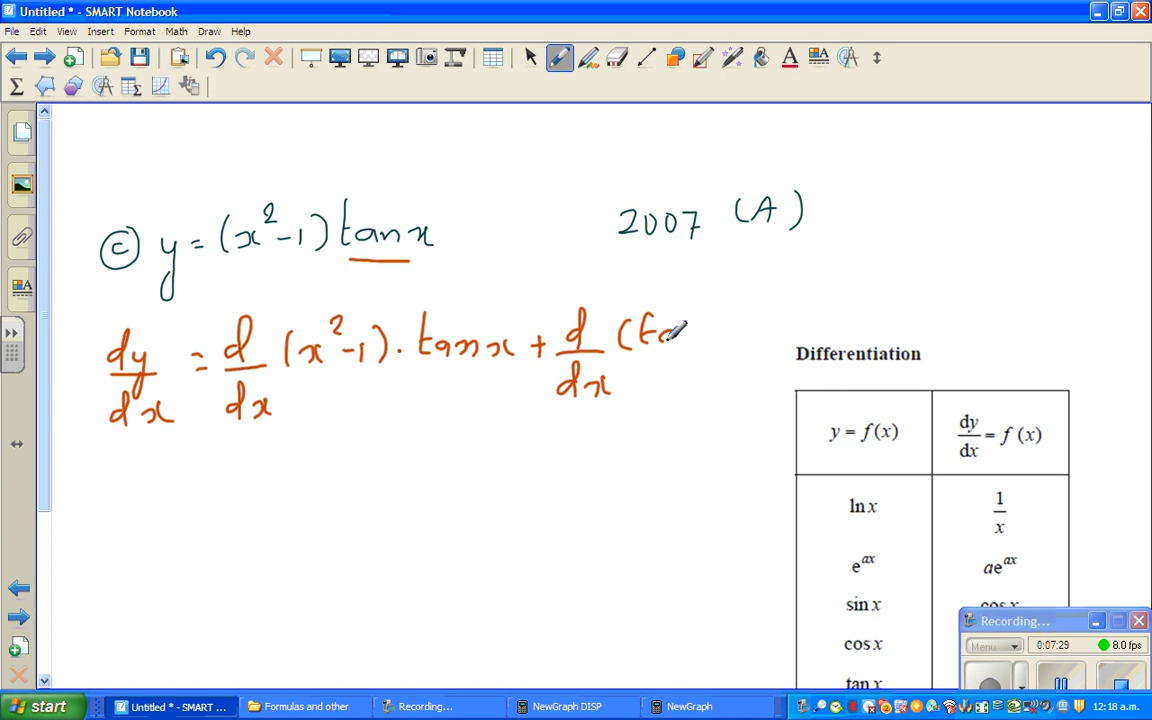 Untitled * - SMART Notebook
File Edit View Insert Format Math Draw Help
ⓒ y = (x² - 1) tan x 2007 (A)
dy/dx = d/dx (x² - 1) . tan x + d/dx (ta
Differentiation
y = f(x) dy/dx = f (x)
ln x 1/x
e^ax ae^ax
sin x cos x
cos x
tan x
Recording...
Menu 0:07:29 8.0 fps
start Untitled * - SMART ... Formulas and other Recording... NewGraph DISP NewGraph 12:18 a.m.